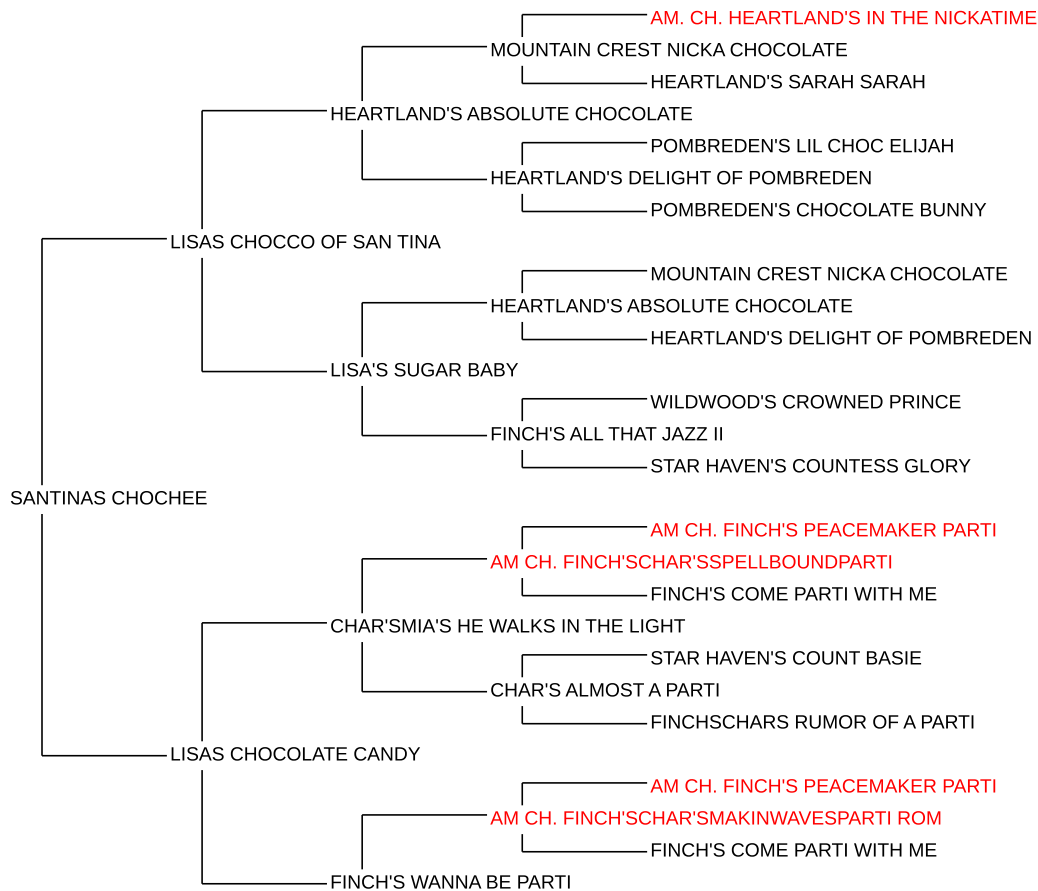 AM. CH. HEARTLAND'S IN THE NICKATIME
MOUNTAIN CREST NICKA CHOCOLATE
HEARTLAND'S SARAH SARAH
HEARTLAND'S ABSOLUTE CHOCOLATE
POMBREDEN'S LIL CHOC ELIJAH
HEARTLAND'S DELIGHT OF POMBREDEN
POMBREDEN'S CHOCOLATE BUNNY
LISAS CHOCCO OF SAN TINA
MOUNTAIN CREST NICKA CHOCOLATE
HEARTLAND'S ABSOLUTE CHOCOLATE
HEARTLAND'S DELIGHT OF POMBREDEN
LISA'S SUGAR BABY
WILDWOOD'S CROWNED PRINCE
FINCH'S ALL THAT JAZZ II
STAR HAVEN'S COUNTESS GLORY
SANTINAS CHOCHEE
AM CH. FINCH'S PEACEMAKER PARTI
AM CH. FINCH'SCHAR'SSPELLBOUNDPARTI
FINCH'S COME PARTI WITH ME
CHAR'SMIA'S HE WALKS IN THE LIGHT
STAR HAVEN'S COUNT BASIE
CHAR'S ALMOST A PARTI
FINCHSCHARS RUMOR OF A PARTI
LISAS CHOCOLATE CANDY
AM CH. FINCH'S PEACEMAKER PARTI
AM CH. FINCH'SCHAR'SMAKINWAVESPARTI ROM
FINCH'S COME PARTI WITH ME
FINCH'S WANNA BE PARTI